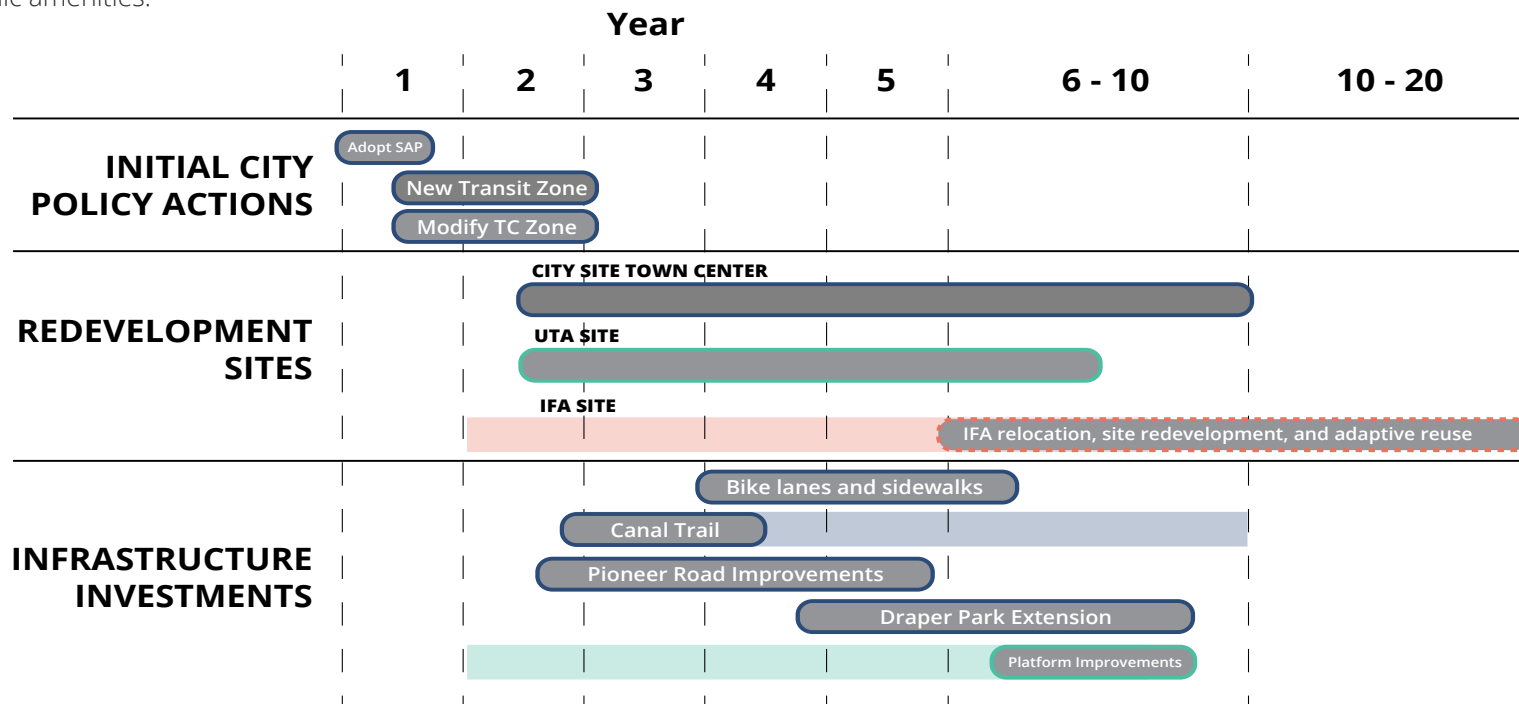 amenities.
Year
1 2 3 4 5 6 - 10 10 - 20
INITIAL CITY
POLICY ACTIONS
Adopt SAP
New Transit Zone
Modify TC Zone
REDEVELOPMENT
SITES
CITY SITE TOWN CENTER
UTA SITE
IFA SITE
IFA relocation, site redevelopment, and adaptive reuse
INFRASTRUCTURE
INVESTMENTS
Bike lanes and sidewalks
Canal Trail
Pioneer Road Improvements
Draper Park Extension
Platform Improvements